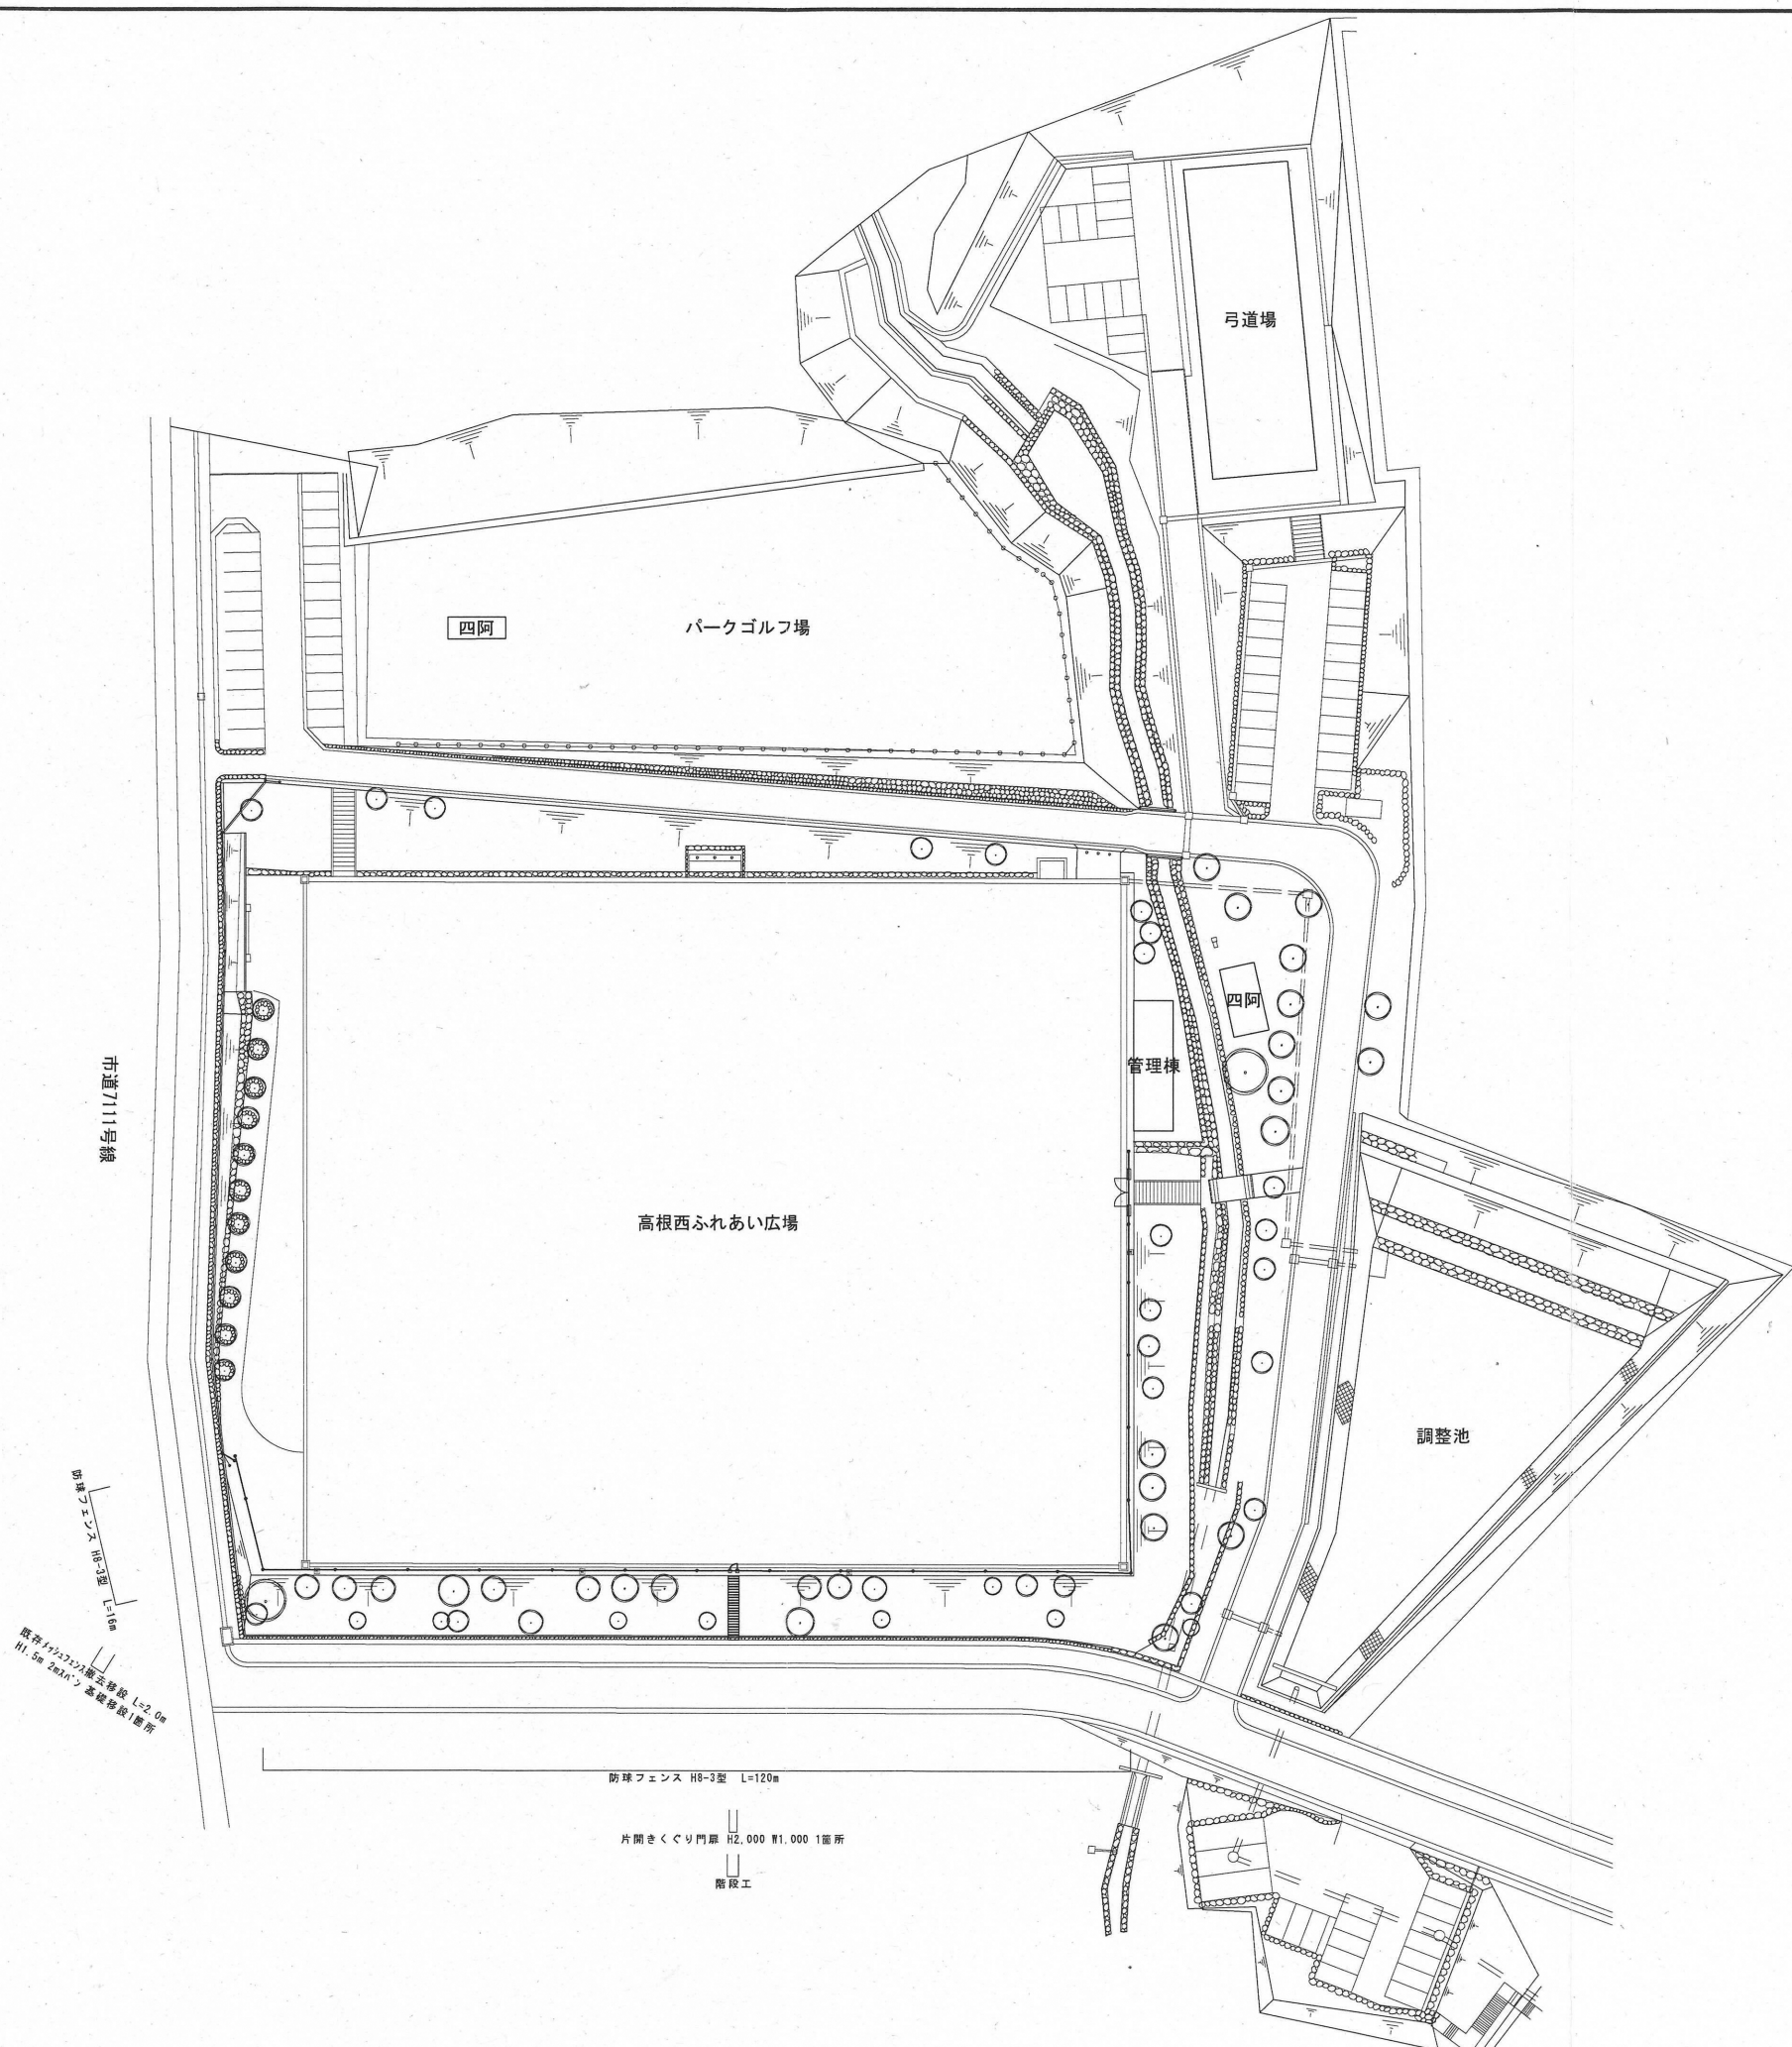 弓道場
四阿
パークゴルフ場
四阿
管理棟
市道7111号線
高根西ふれあい広場
調整池
防球フェンス H8-3型 L=16m
既存メッシュフェンス撤去移設 L=2.0m
H1.5m 2mスパン 基礎移設1箇所
防球フェンス H8-3型 L=120m
片開きくぐり門扉 H2,000 W1,000 1箇所
階段工